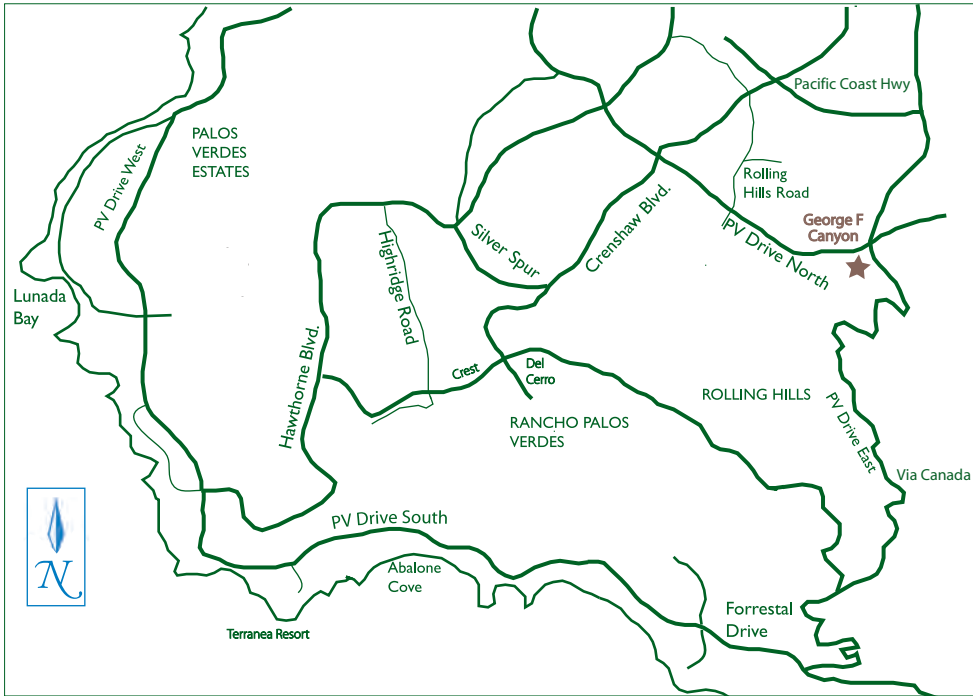 Pacific Coast Hwy
PALOS
VERDES
ESTATES
PV Drive West
Rolling
Hills Road
Crenshaw Blvd.
George F
Canyon
Silver Spur
PV Drive North
Highridge Road
Lunada
Bay
Hawthorne Blvd.
Crest
Del
Cerro
ROLLING HILLS
RANCHO PALOS
VERDES
PV Drive East
Via Canada
PV Drive South
N
Abalone
Cove
Forrestal
Drive
Terranea Resort